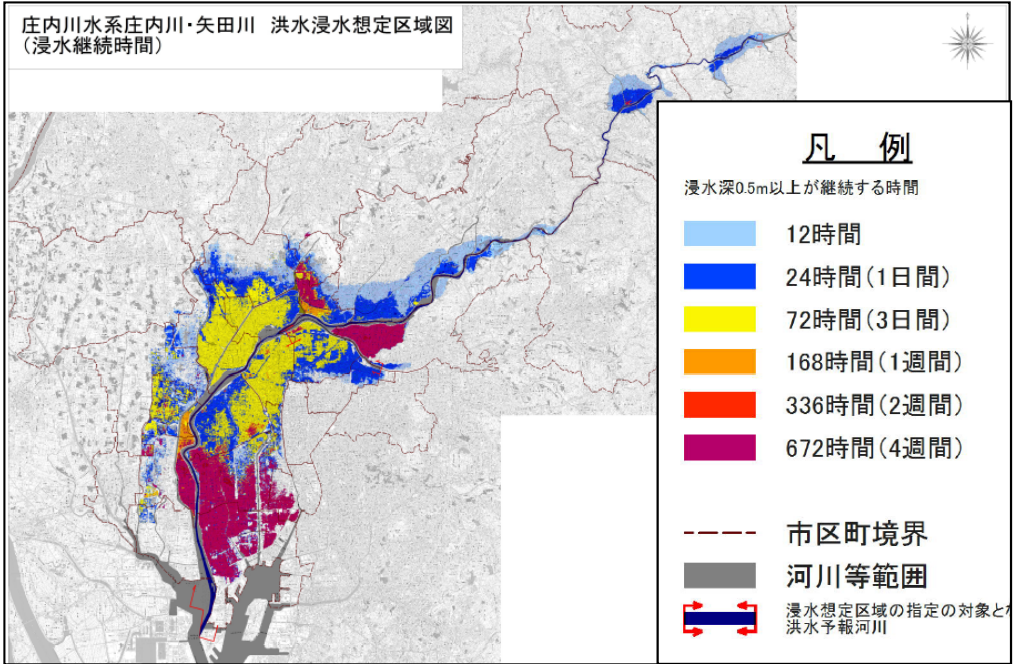 庄内川水系庄内川・矢田川 洪水浸水想定区域図
(浸水継続時間)
凡 例
浸水深0.5m以上が継続する時間
12時間
24時間(1日間)
72時間(3日間)
168時間(1週間)
336時間(2週間)
672時間(4週間)
市区町境界
河川等範囲
浸水想定区域の指定の対象と
洪水予報河川